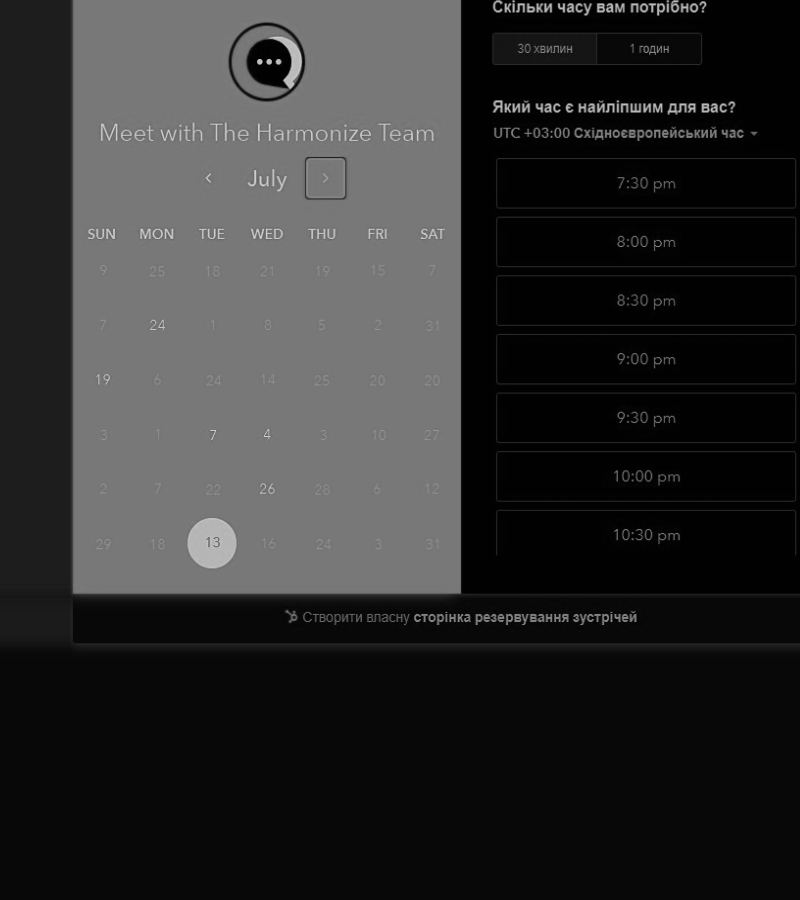 Meet with The Harmonize Team
July
SUN MON TUE WED THU FRI SAT
9 25 18 21 19 15 7
7 24 1 8 5 2 31
19 6 24 14 25 20 20
3 1 7 4 3 10 27
2 7 22 26 28 6 12
29 18 13 16 24 3 31
Скільки часу вам потрібно?
30 хвилин 1 годин
Який час є найліпшим для вас?
UTC +03:00 Східноєвропейський час
7:30 pm
8:00 pm
8:30 pm
9:00 pm
9:30 pm
10:00 pm
10:30 pm
Створити власну сторінка резервування зустрічей